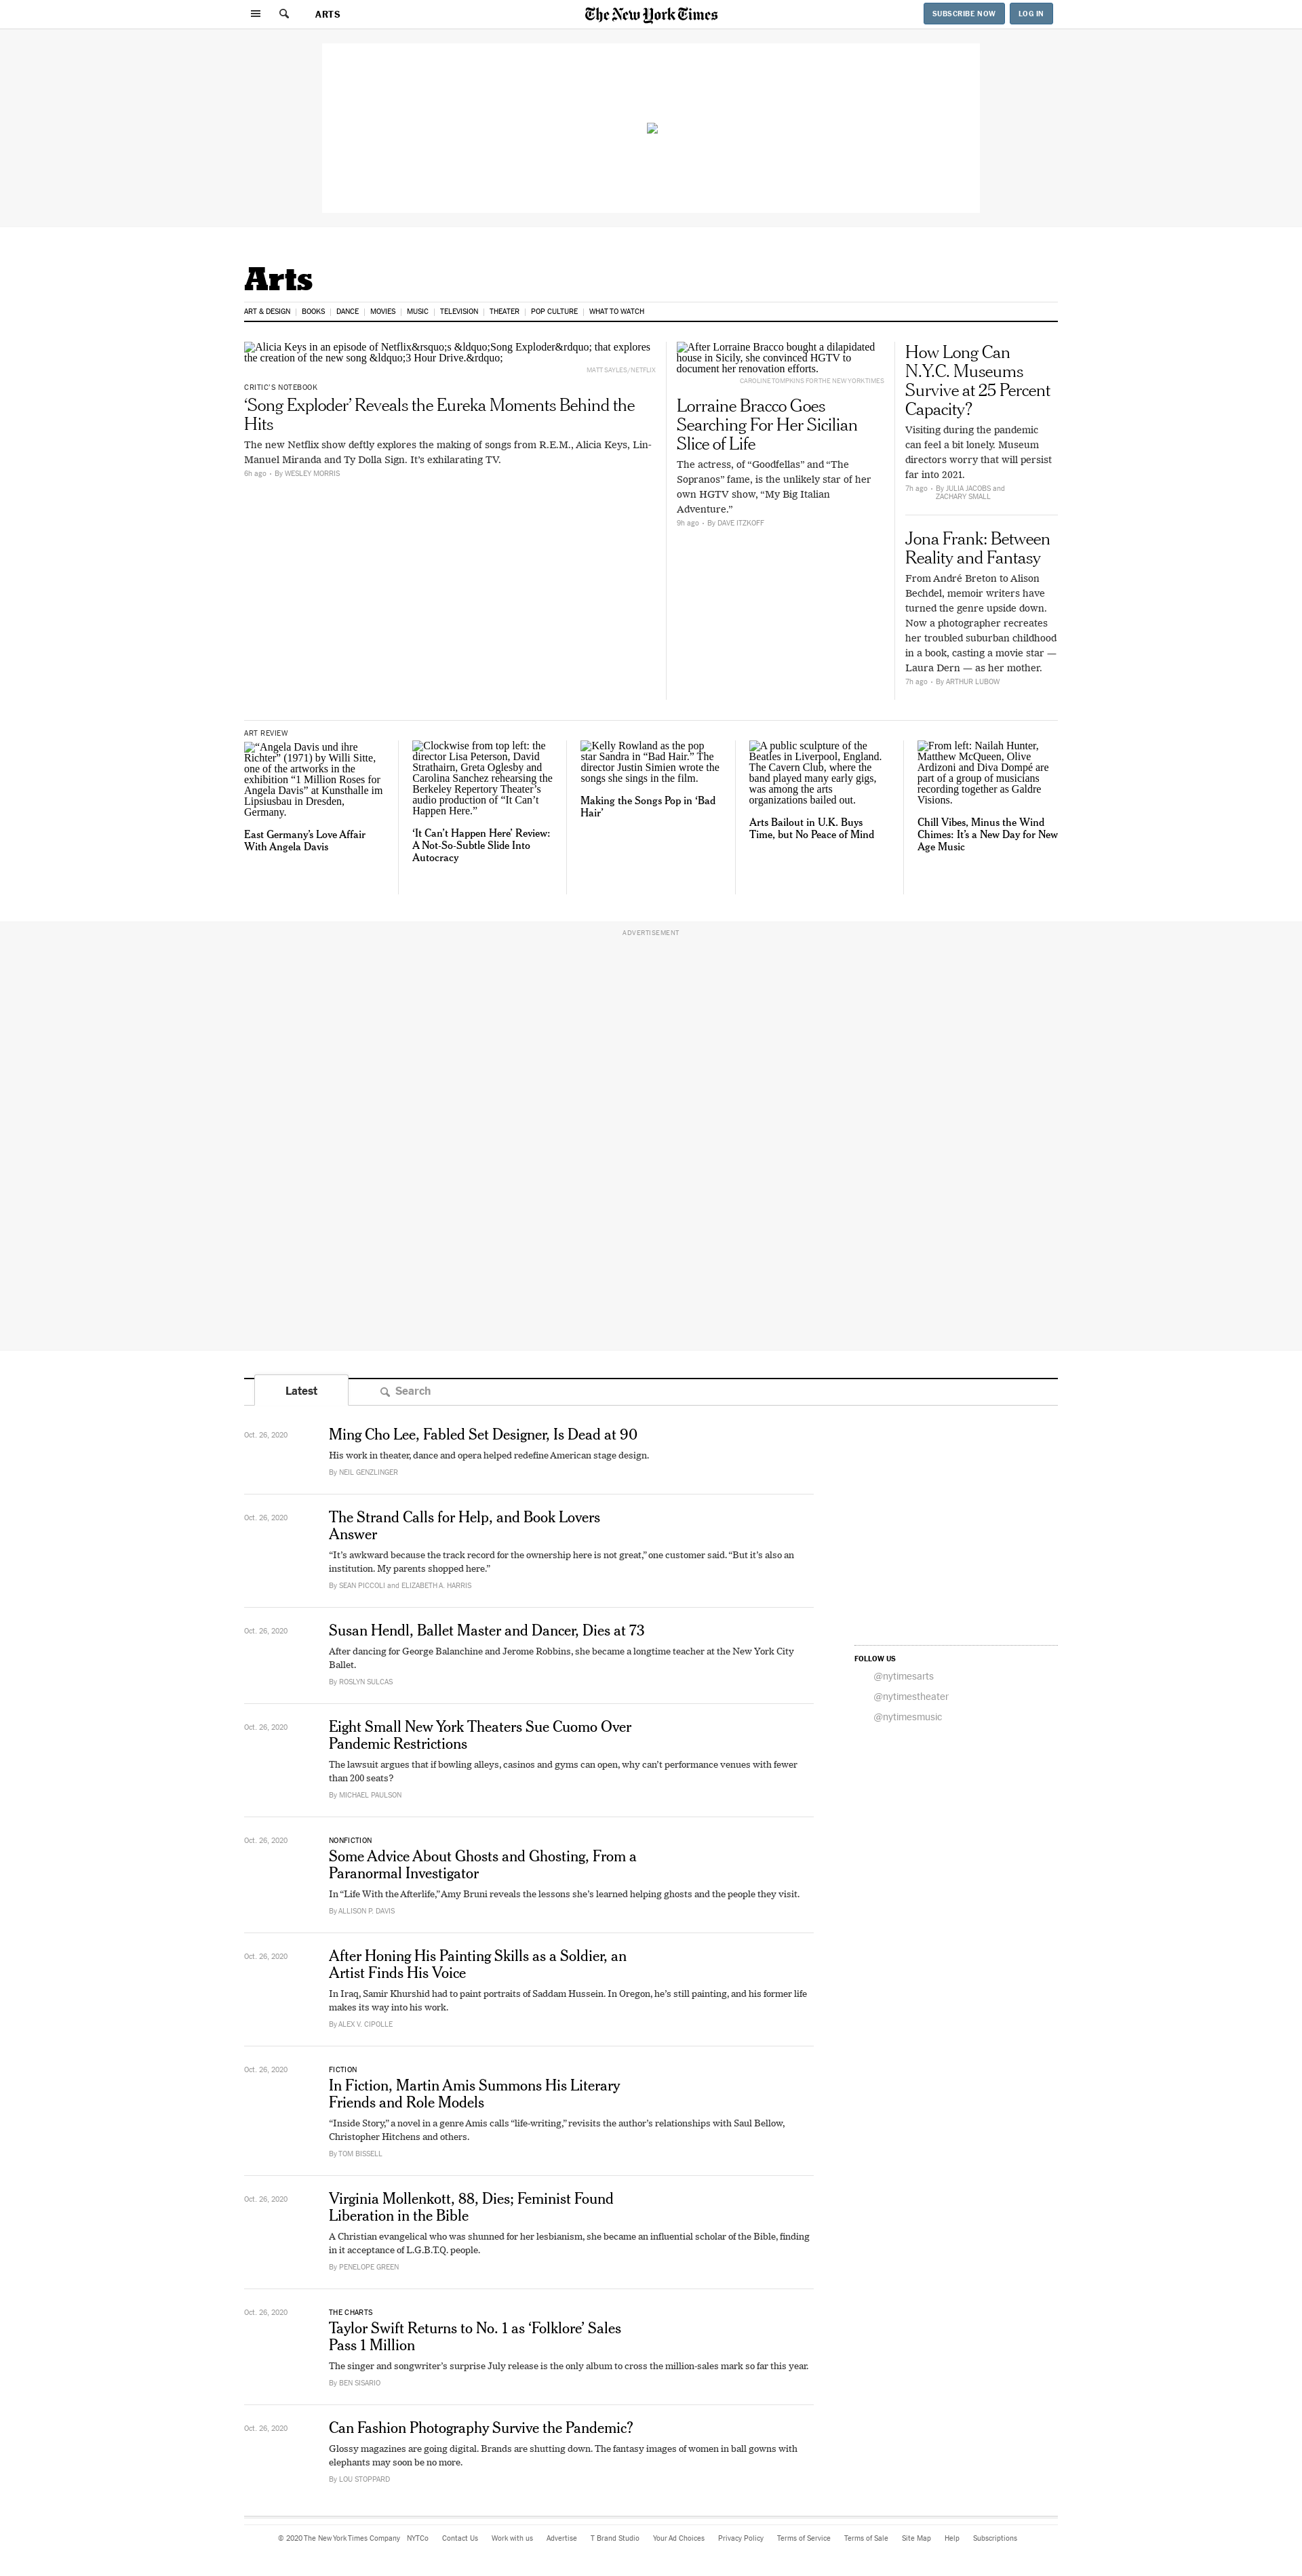 ARTS
The New York Times
SUBSCRIBE NOW
LOG IN
Arts
ART & DESIGN
BOOKS
DANCE
MOVIES
MUSIC
TELEVISION
THEATER
POP CULTURE
WHAT TO WATCH
Alicia Keys in an episode of Netflix&rsquo;s &ldquo;Song Exploder&rdquo; that explores
the creation of the new song &ldquo;3 Hour Drive.&rdquo;
MATT SAYLES/NETFLIX
CRITIC'S NOTEBOOK
‘Song Exploder’ Reveals the Eureka Moments Behind the
Hits
The new Netflix show deftly explores the making of songs from R.E.M., Alicia Keys, Lin-
Manuel Miranda and Ty Dolla Sign. It’s exhilarating TV.
6h ago • By WESLEY MORRIS
After Lorraine Bracco bought a dilapidated
house in Sicily, she convinced HGTV to
document her renovation efforts.
CAROLINE TOMPKINS FOR THE NEW YORK TIMES
Lorraine Bracco Goes
Searching For Her Sicilian
Slice of Life
The actress, of “Goodfellas” and “The
Sopranos” fame, is the unlikely star of her
own HGTV show, “My Big Italian
Adventure.”
9h ago • By DAVE ITZKOFF
How Long Can
N.Y.C. Museums
Survive at 25 Percent
Capacity?
Visiting during the pandemic
can feel a bit lonely. Museum
directors worry that will persist
far into 2021.
7h ago • By JULIA JACOBS and
ZACHARY SMALL
Jona Frank: Between
Reality and Fantasy
From André Breton to Alison
Bechdel, memoir writers have
turned the genre upside down.
Now a photographer recreates
her troubled suburban childhood
in a book, casting a movie star —
Laura Dern — as her mother.
7h ago • By ARTHUR LUBOW
ART REVIEW
“Angela Davis und ihre
Richter” (1971) by Willi Sitte,
one of the artworks in the
exhibition “1 Million Roses for
Angela Davis” at Kunsthalle im
Lipsiusbau in Dresden,
Germany.
East Germany’s Love Affair
With Angela Davis
Clockwise from top left: the
director Lisa Peterson, David
Strathairn, Greta Oglesby and
Carolina Sanchez rehearsing the
Berkeley Repertory Theater’s
audio production of “It Can’t
Happen Here.”
‘It Can’t Happen Here’ Review:
A Not-So-Subtle Slide Into
Autocracy
Kelly Rowland as the pop
star Sandra in “Bad Hair.” The
director Justin Simien wrote the
songs she sings in the film.
Making the Songs Pop in ‘Bad
Hair’
A public sculpture of the
Beatles in Liverpool, England.
The Cavern Club, where the
band played many early gigs,
was among the arts
organizations bailed out.
Arts Bailout in U.K. Buys
Time, but No Peace of Mind
From left: Nailah Hunter,
Matthew McQueen, Olive
Ardizoni and Diva Dompé are
part of a group of musicians
recording together as Galdre
Visions.
Chill Vibes, Minus the Wind
Chimes: It’s a New Day for New
Age Music
ADVERTISEMENT
Latest
Search
Oct. 26, 2020
Ming Cho Lee, Fabled Set Designer, Is Dead at 90
His work in theater, dance and opera helped redefine American stage design.
By NEIL GENZLINGER
Oct. 26, 2020
The Strand Calls for Help, and Book Lovers
Answer
“It’s awkward because the track record for the ownership here is not great,” one customer said. “But it’s also an
institution. My parents shopped here.”
By SEAN PICCOLI and ELIZABETH A. HARRIS
Oct. 26, 2020
Susan Hendl, Ballet Master and Dancer, Dies at 73
After dancing for George Balanchine and Jerome Robbins, she became a longtime teacher at the New York City
Ballet.
By ROSLYN SULCAS
FOLLOW US
@nytimesarts
@nytimestheater
@nytimesmusic
Oct. 26, 2020
Eight Small New York Theaters Sue Cuomo Over
Pandemic Restrictions
The lawsuit argues that if bowling alleys, casinos and gyms can open, why can’t performance venues with fewer
than 200 seats?
By MICHAEL PAULSON
Oct. 26, 2020
NONFICTION
Some Advice About Ghosts and Ghosting, From a
Paranormal Investigator
In “Life With the Afterlife,” Amy Bruni reveals the lessons she’s learned helping ghosts and the people they visit.
By ALLISON P. DAVIS
Oct. 26, 2020
After Honing His Painting Skills as a Soldier, an
Artist Finds His Voice
In Iraq, Samir Khurshid had to paint portraits of Saddam Hussein. In Oregon, he’s still painting, and his former life
makes its way into his work.
By ALEX V. CIPOLLE
Oct. 26, 2020
FICTION
In Fiction, Martin Amis Summons His Literary
Friends and Role Models
“Inside Story,” a novel in a genre Amis calls “life-writing,” revisits the author’s relationships with Saul Bellow,
Christopher Hitchens and others.
By TOM BISSELL
Oct. 26, 2020
Virginia Mollenkott, 88, Dies; Feminist Found
Liberation in the Bible
A Christian evangelical who was shunned for her lesbianism, she became an influential scholar of the Bible, finding
in it acceptance of L.G.B.T.Q. people.
By PENELOPE GREEN
Oct. 26, 2020
THE CHARTS
Taylor Swift Returns to No. 1 as ‘Folklore’ Sales
Pass 1 Million
The singer and songwriter’s surprise July release is the only album to cross the million-sales mark so far this year.
By BEN SISARIO
Oct. 26, 2020
Can Fashion Photography Survive the Pandemic?
Glossy magazines are going digital. Brands are shutting down. The fantasy images of women in ball gowns with
elephants may soon be no more.
By LOU STOPPARD
© 2020 The New York Times Company
NYTCo
Contact Us
Work with us
Advertise
T Brand Studio
Your Ad Choices
Privacy Policy
Terms of Service
Terms of Sale
Site Map
Help
Subscriptions